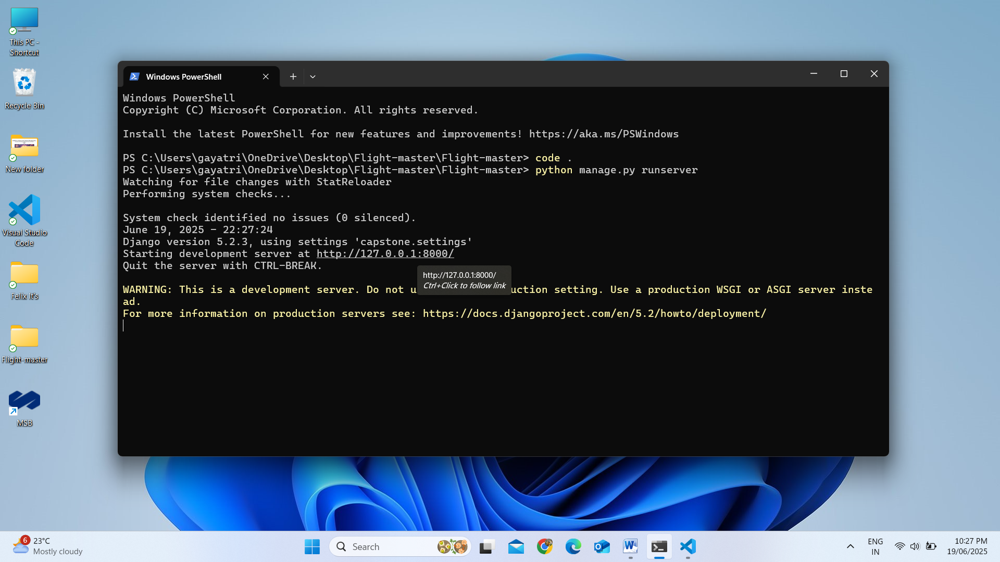 This PC -
Shortcut
Recycle Bin
New folder
Visual Studio
Code
Felix It's
Flight-master
MSB
Windows PowerShell
Windows PowerShell
Copyright (C) Microsoft Corporation. All rights reserved.
Install the latest PowerShell for new features and improvements! https://aka.ms/PSWindows
PS C:\Users\gayatri\OneDrive\Desktop\Flight-master\Flight-master> code .
PS C:\Users\gayatri\OneDrive\Desktop\Flight-master\Flight-master> python manage.py runserver
Watching for file changes with StatReloader
Performing system checks...
System check identified no issues (0 silenced).
June 19, 2025 - 22:27:24
Django version 5.2.3, using settings 'capstone.settings'
Starting development server at http://127.0.0.1:8000/
Quit the server with CTRL-BREAK.
http://127.0.0.1:8000/
Ctrl+Click to follow link
WARNING: This is a development server. Do not u uction setting. Use a production WSGI or ASGI server inste
ad.
For more information on production servers see: https://docs.djangoproject.com/en/5.2/howto/deployment/
6
23°C
Mostly cloudy
Search
ENG
IN
10:27 PM
19/06/2025